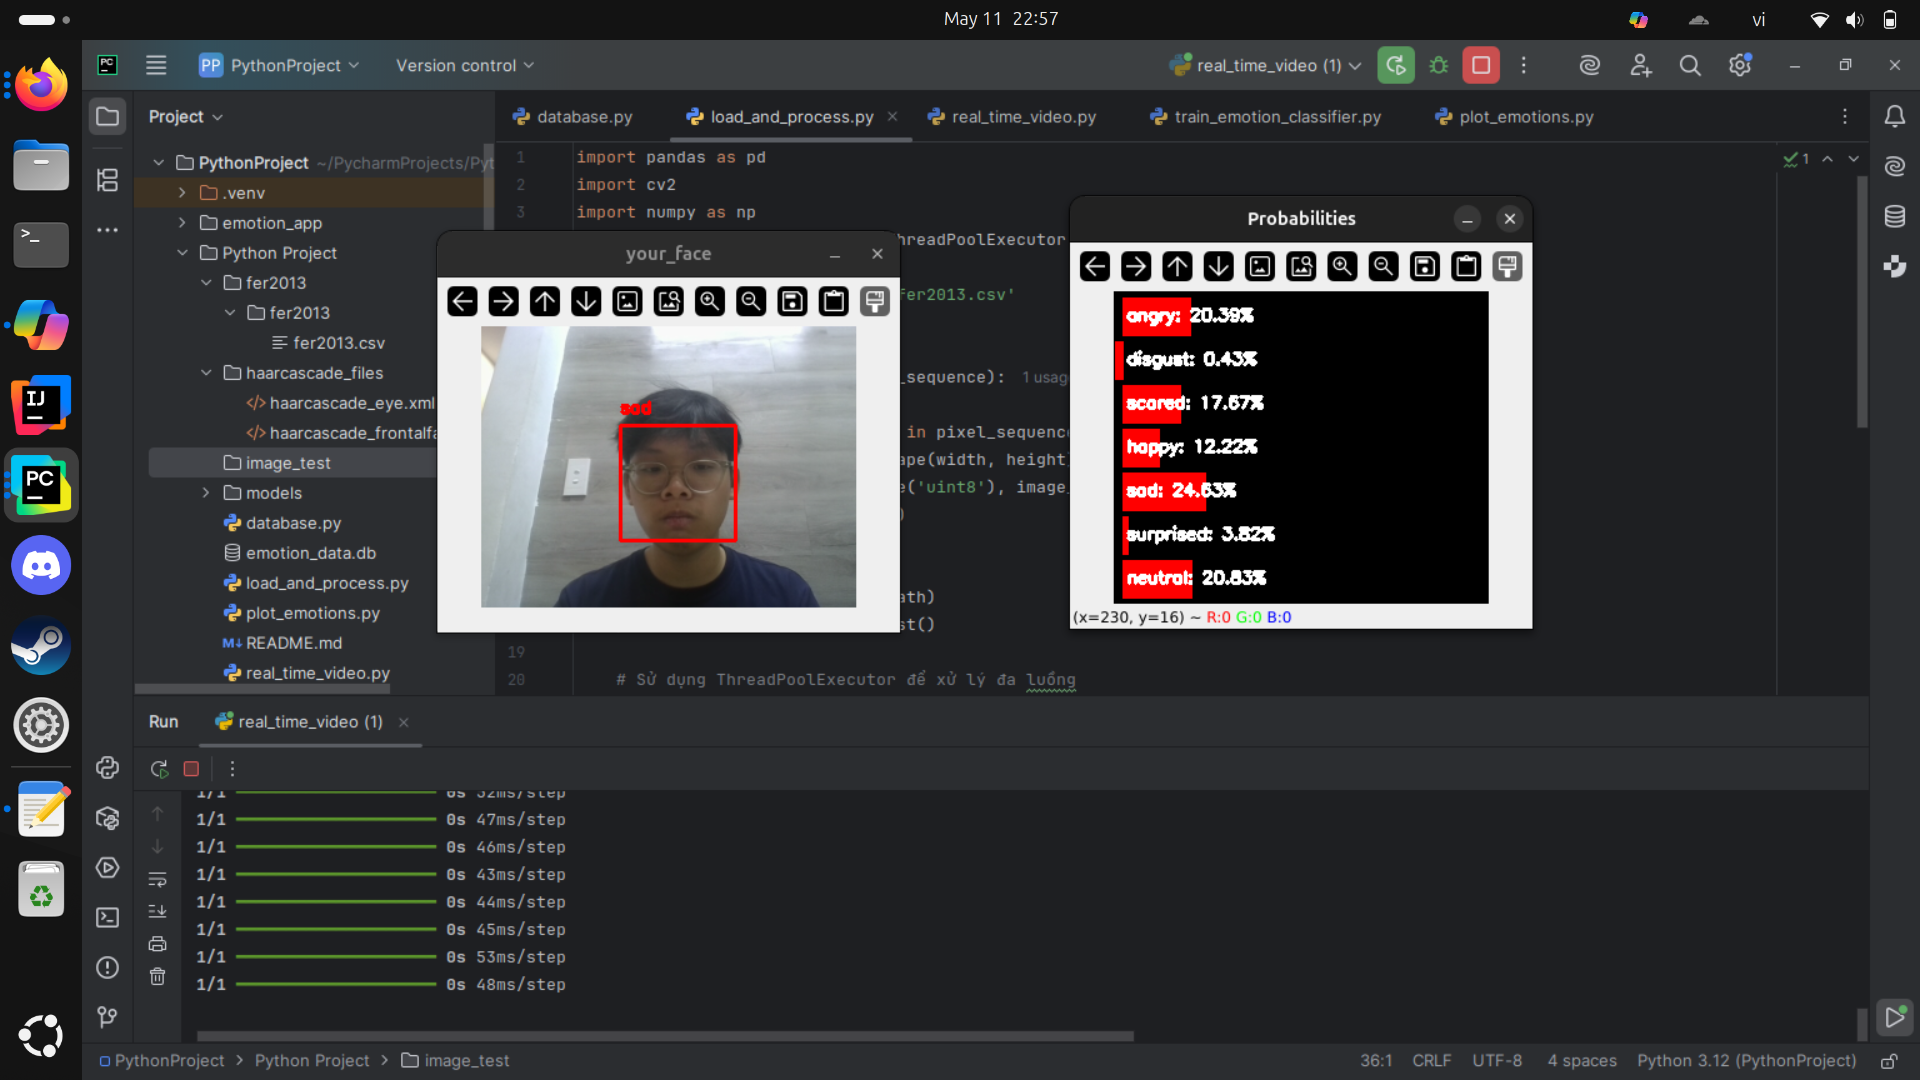 May 11 22:57
vi
PC
PP PythonProject
Version control
real_time_video (1)
Project
database.py
load_and_process.py
real_time_video.py
train_emotion_classifier.py
plot_emotions.py
PythonProject ~/PycharmProjects/Pyt
.venv
emotion_app
Python Project
fer2013
fer2013
fer2013.csv
haarcascade_files
haarcascade_eye.xml
haarcascade_frontalfa
image_test
models
database.py
emotion_data.db
load_and_process.py
plot_emotions.py
M↓ README.md
real_time_video.py
1 import pandas as pd
2 import cv2
3 import numpy as np
hreadPoolExecutor
fer2013.csv'
_sequence): 1 usag
in pixel_sequenc
ape(width, height
e('uint8'), image_
)
ath)
st()
19
20 # Sử dụng ThreadPoolExecutor để xử lý đa luồng
1
your_face
sad
Probabilities
angry: 20.39%
disgust: 0.43%
scared: 17.67%
happy: 12.22%
sad: 24.63%
surprised: 3.82%
neutral: 20.83%
(x=230, y=16) ~ R:0 G:0 B:0
IJ
PC
Run
real_time_video (1)
1/1 0s 52ms/step
1/1 0s 47ms/step
1/1 0s 46ms/step
1/1 0s 43ms/step
1/1 0s 44ms/step
1/1 0s 45ms/step
1/1 0s 53ms/step
1/1 0s 48ms/step
PythonProject > Python Project > image_test
36:1 CRLF UTF-8 4 spaces Python 3.12 (PythonProject)